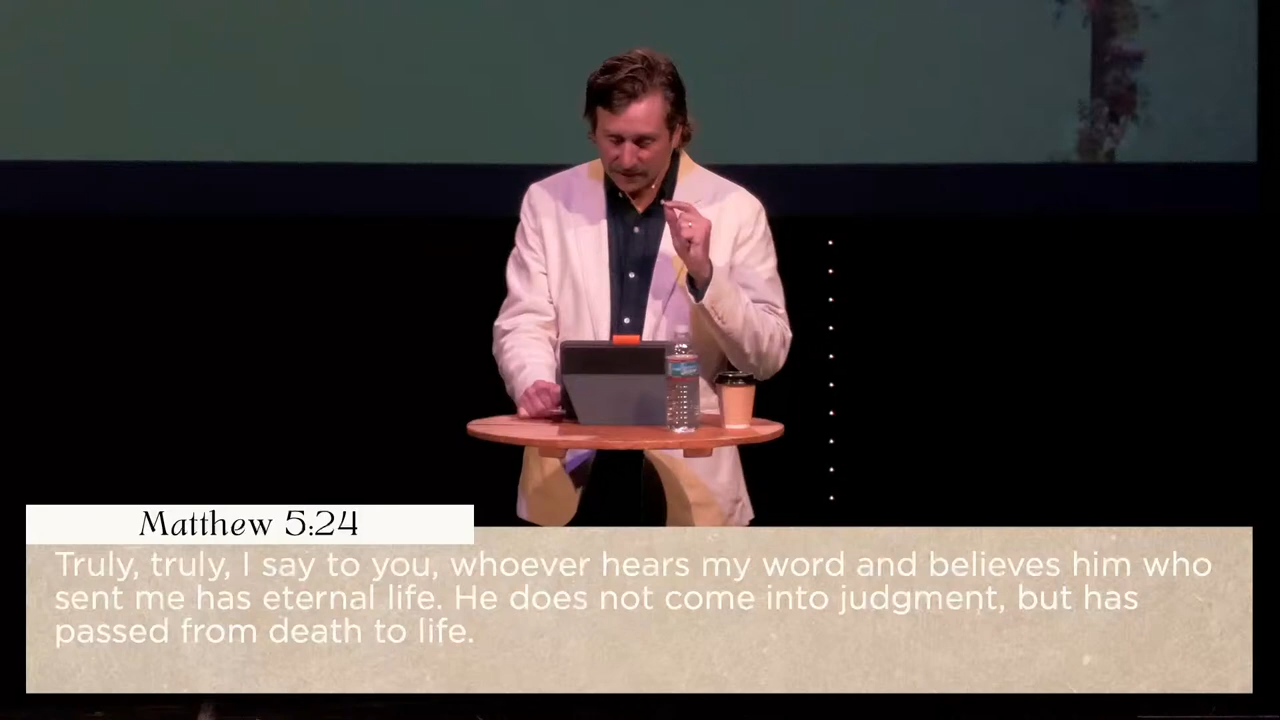 Matthew 5:24
Truly, truly, I say to you, whoever hears my word and believes him who
sent me has eternal life. He does not come into judgment, but has
passed from death to life.